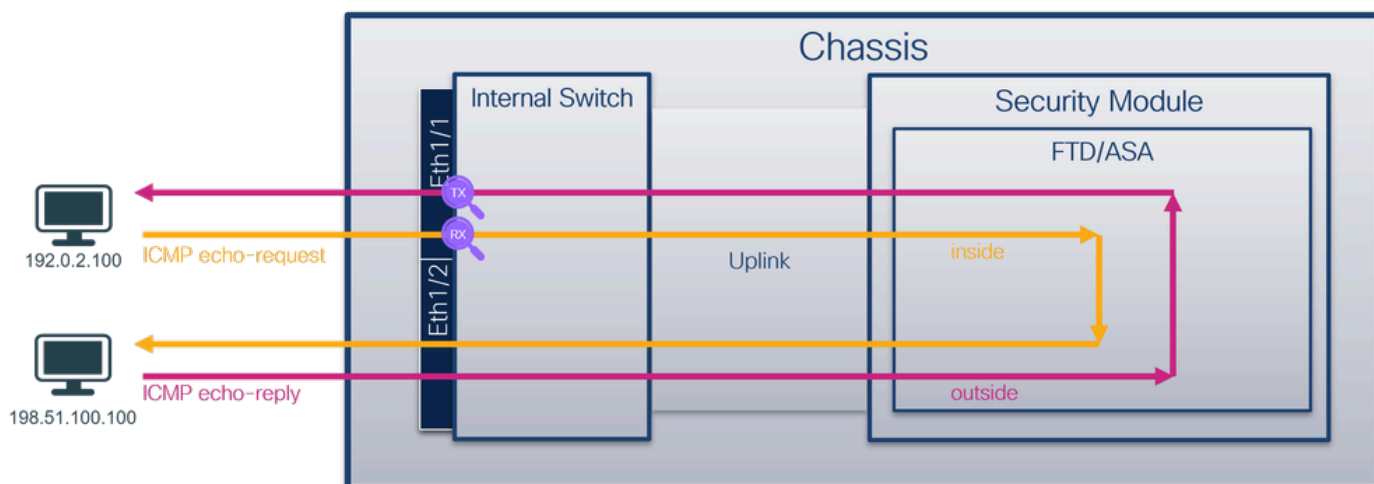 Chassis
Internal Switch
Security Module
FTD/ASA
Eth1/1
TX
RX
192.0.2.100
ICMP echo-request
Uplink
inside
Eth1/2
198.51.100.100
ICMP echo-reply
outside